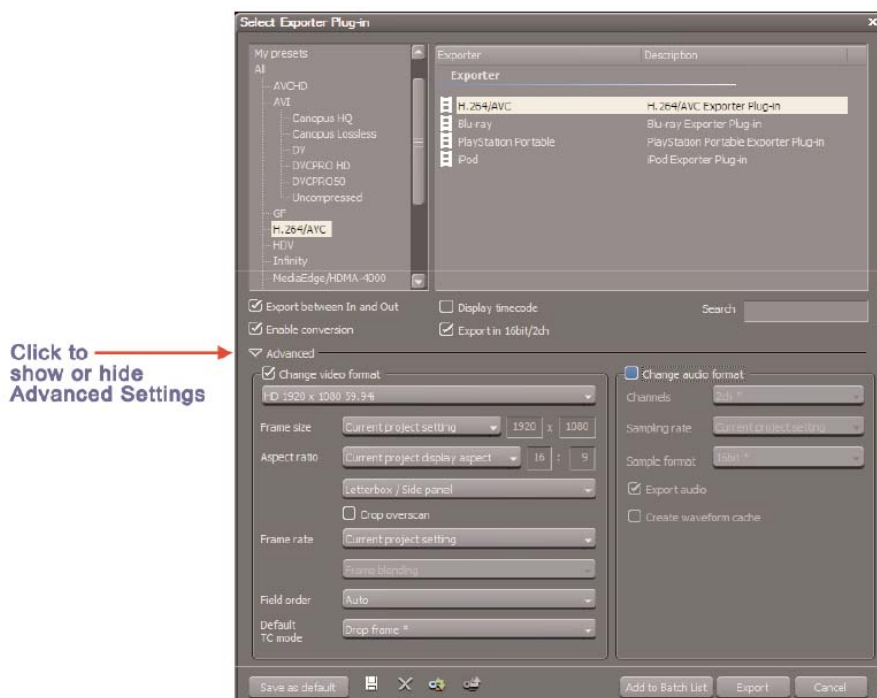 Select Exporter Plug-in
My presets
All
AVCHD
AVI
Canopus HQ
Canopus Lossless
DV
DVCPRO HD
DVCPRO50
Uncompressed
GF
H.264/AVC
HDV
Infinity
MediaEdge/HDMA-4000
Exporter Description
Exporter
H.264/AVC H.264/AVC Exporter Plug-in
Blu-ray Blu-ray Exporter Plug-in
PlayStation Portable PlayStation Portable Exporter Plug-in
iPod iPod Exporter Plug-in
Export between In and Out
Display timecode
Search
Enable conversion
Export in 16bit/2ch
Click to
show or hide
Advanced Settings
Advanced
Change video format
HD 1920 x 1080 59.94i
Frame size Current project setting 1920 x 1080
Aspect ratio Current project display aspect 16 : 9
Letterbox / Side panel
Crop overscan
Frame rate Current project setting
Frame blending
Field order Auto
Default
TC mode Drop frame *
Change audio format
Channels 2ch *
Sampling rate Current project setting
Sample format 16bit *
Export audio
Create waveform cache
Save as default
Add to Batch List
Export
Cancel